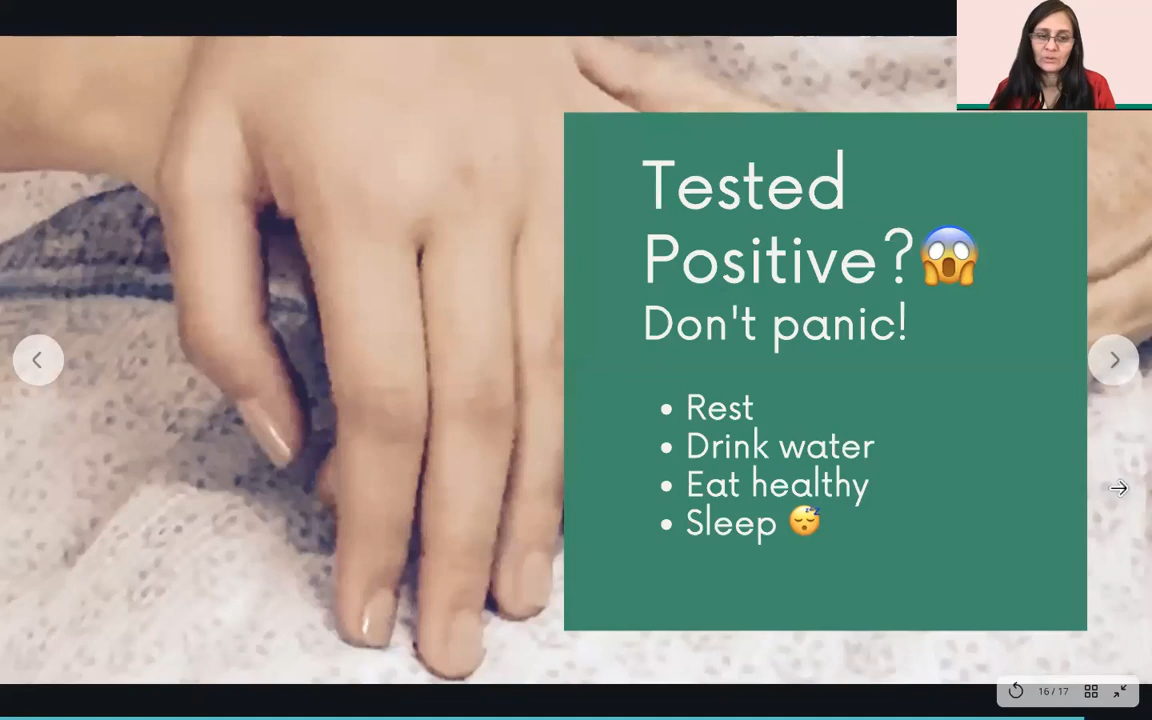 Tested
Positive?😱
Don't panic!
• Rest
• Drink water
• Eat healthy
• Sleep 😴
16 / 17